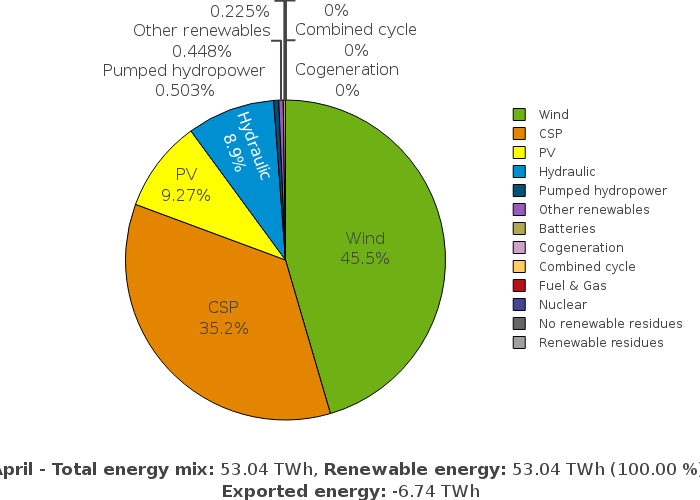 0.225%
0%
Other renewables
Combined cycle
0.448%
0%
Pumped hydropower
Cogeneration
0.503%
0%
Hydraulic
8.9%
PV
9.27%
Wind
45.5%
CSP
35.2%
Wind
CSP
PV
Hydraulic
Pumped hydropower
Other renewables
Batteries
Cogeneration
Combined cycle
Fuel & Gas
Nuclear
No renewable residues
Renewable residues
April - Total energy mix: 53.04 TWh, Renewable energy: 53.04 TWh (100.00 %)
Exported energy: -6.74 TWh